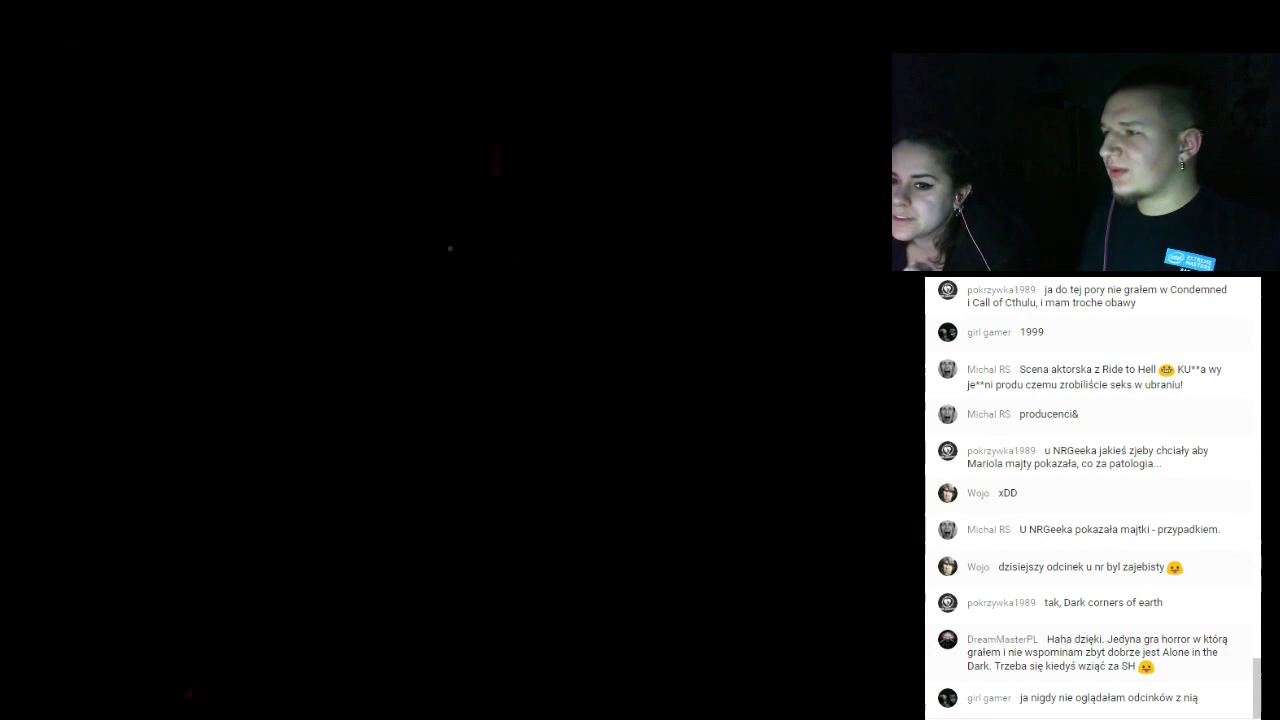 EXTREME
MASTERS
pokrzywka1989 ja do tej pory nie grałem w Condemned
i Call of Cthulu, i mam troche obawy
girl gamer 1999
Michal RS Scena aktorska z Ride to Hell KU**a wy
je**ni produ czemu zrobiliście seks w ubraniu!
Michal RS producenci&
pokrzywka1989 u NRGeeka jakieś zjeby chciały aby
Mariola majty pokazała, co za patologia...
Wojo xDD
Michal RS U NRGeeka pokazała majtki - przypadkiem.
Wojo dzisiejszy odcinek u nr byl zajebisty
pokrzywka1989 tak, Dark corners of earth
DreamMasterPL Haha dzięki. Jedyna gra horror w którą
grałem i nie wspominam zbyt dobrze jest Alone in the
Dark. Trzeba się kiedyś wziąć za SH
girl gamer ja nigdy nie oglądałam odcinków z nią